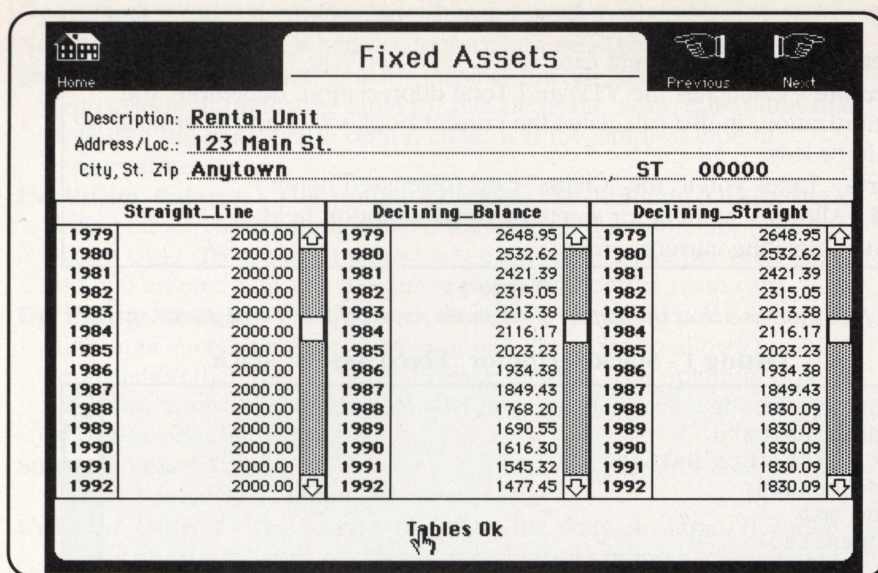 Home
Fixed Assets
Previous Next
Description: Rental Unit
Address/Loc.: 123 Main St.
City, St. Zip Anytown , ST 00000
Straight_Line Declining_Balance Declining_Straight
1979 2000.00 1979 2648.95 1979 2648.95
1980 2000.00 1980 2532.62 1980 2532.62
1981 2000.00 1981 2421.39 1981 2421.39
1982 2000.00 1982 2315.05 1982 2315.05
1983 2000.00 1983 2213.38 1983 2213.38
1984 2000.00 1984 2116.17 1984 2116.17
1985 2000.00 1985 2023.23 1985 2023.23
1986 2000.00 1986 1934.38 1986 1934.38
1987 2000.00 1987 1849.43 1987 1849.43
1988 2000.00 1988 1768.20 1988 1830.09
1989 2000.00 1989 1690.55 1989 1830.09
1990 2000.00 1990 1616.30 1990 1830.09
1991 2000.00 1991 1545.32 1991 1830.09
1992 2000.00 1992 1477.45 1992 1830.09
Tables Ok